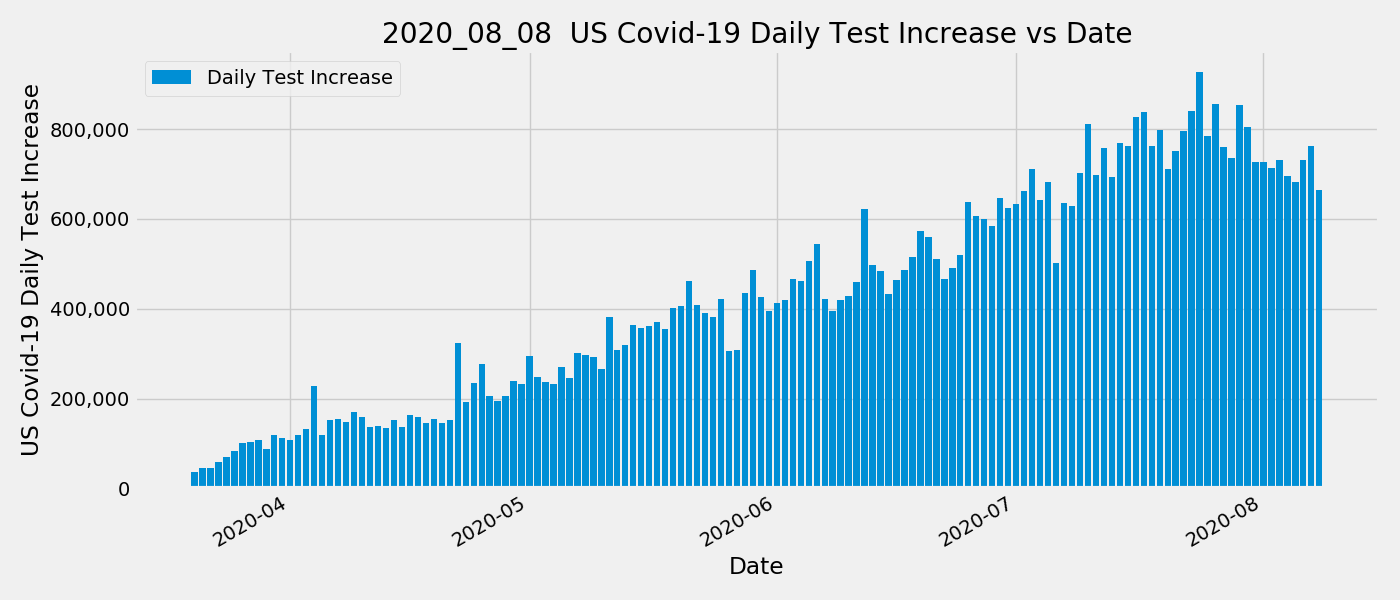 2020_08_08  US Covid-19 Daily Test Increase vs Date
Daily Test Increase
US Covid-19 Daily Test Increase
800,000
600,000
400,000
200,000
0
2020-04
2020-05
2020-06
2020-07
2020-08
Date